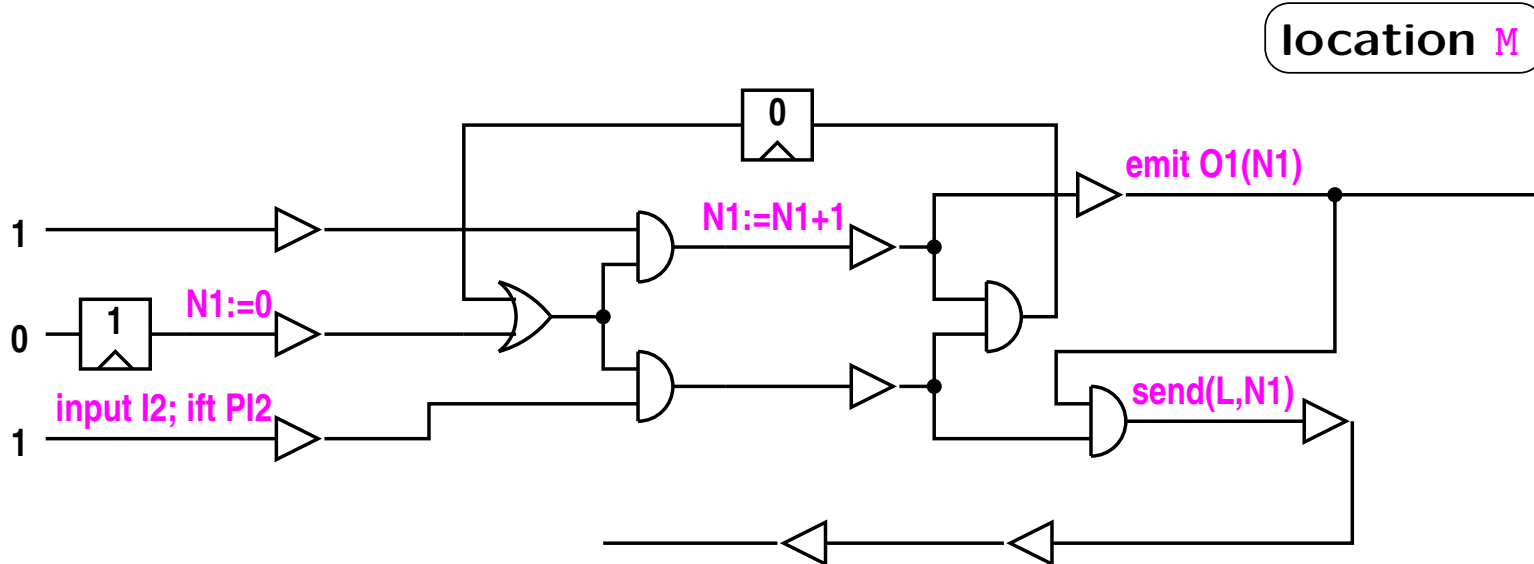 location M
0
emit O1(N1)
1
N1:=N1+1
0
1
N1:=0
send(L,N1)
input I2; ift PI2
1